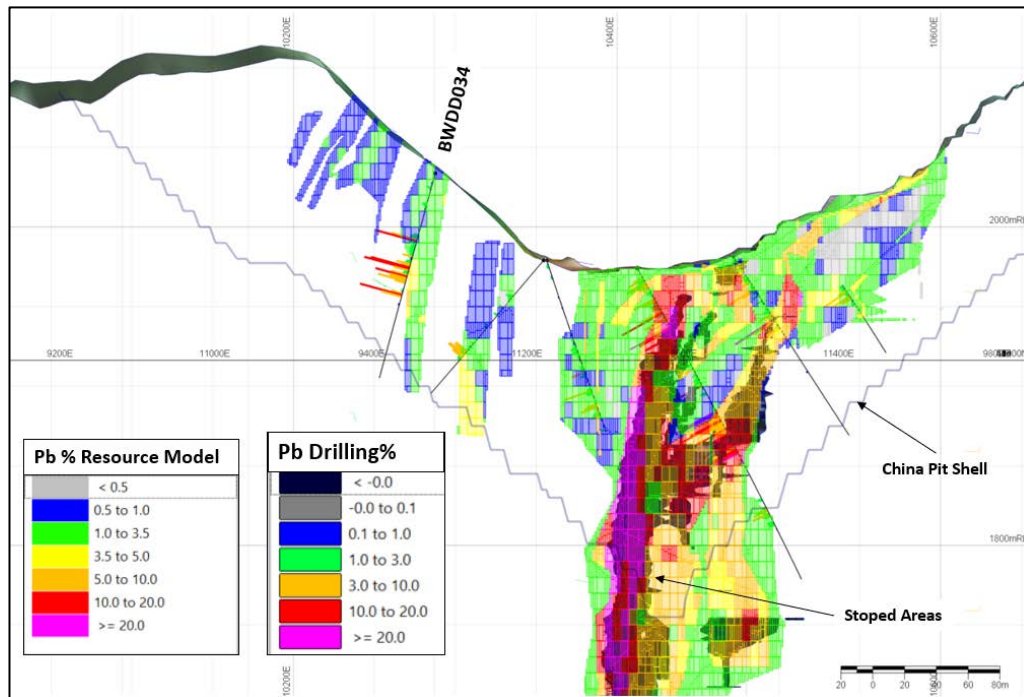 10200E
10400E
10600E
BWDD034
2000mRL
9200E
11000E
9400E
11200E
11400E
China Pit Shell
1800mRL
Stoped Areas
10200E
Pb % Resource Model
< 0.5
0.5 to 1.0
1.0 to 3.5
3.5 to 5.0
5.0 to 10.0
10.0 to 20.0
>= 20.0
Pb Drilling%
< -0.0
-0.0 to 0.1
0.1 to 1.0
1.0 to 3.0
3.0 to 10.0
10.0 to 20.0
>= 20.0
20 0 20 40 60 80m